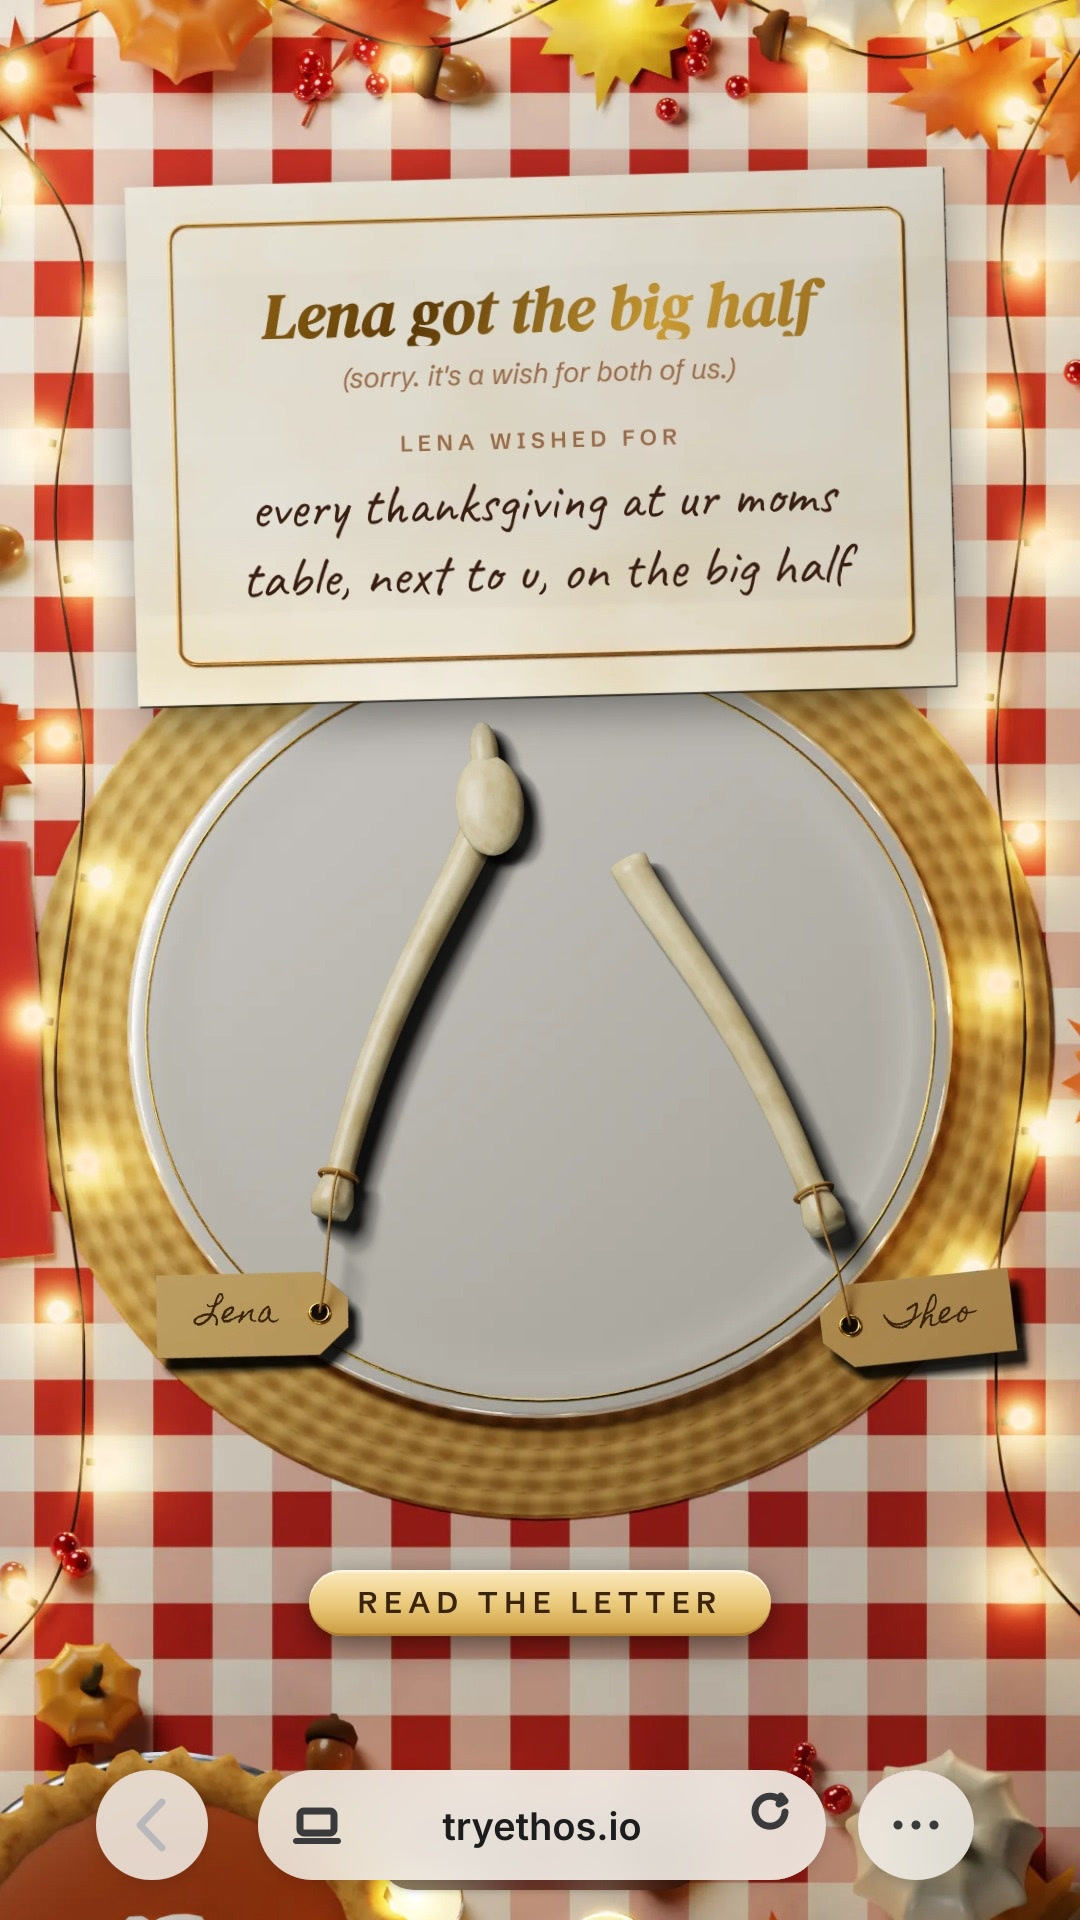 Lena got the big half
(sorry. it's a wish for both of us.)
LENA WISHED FOR
every thanksgiving at ur moms
table, next to u, on the big half
Lena
Theo
READ THE LETTER
tryethos.io